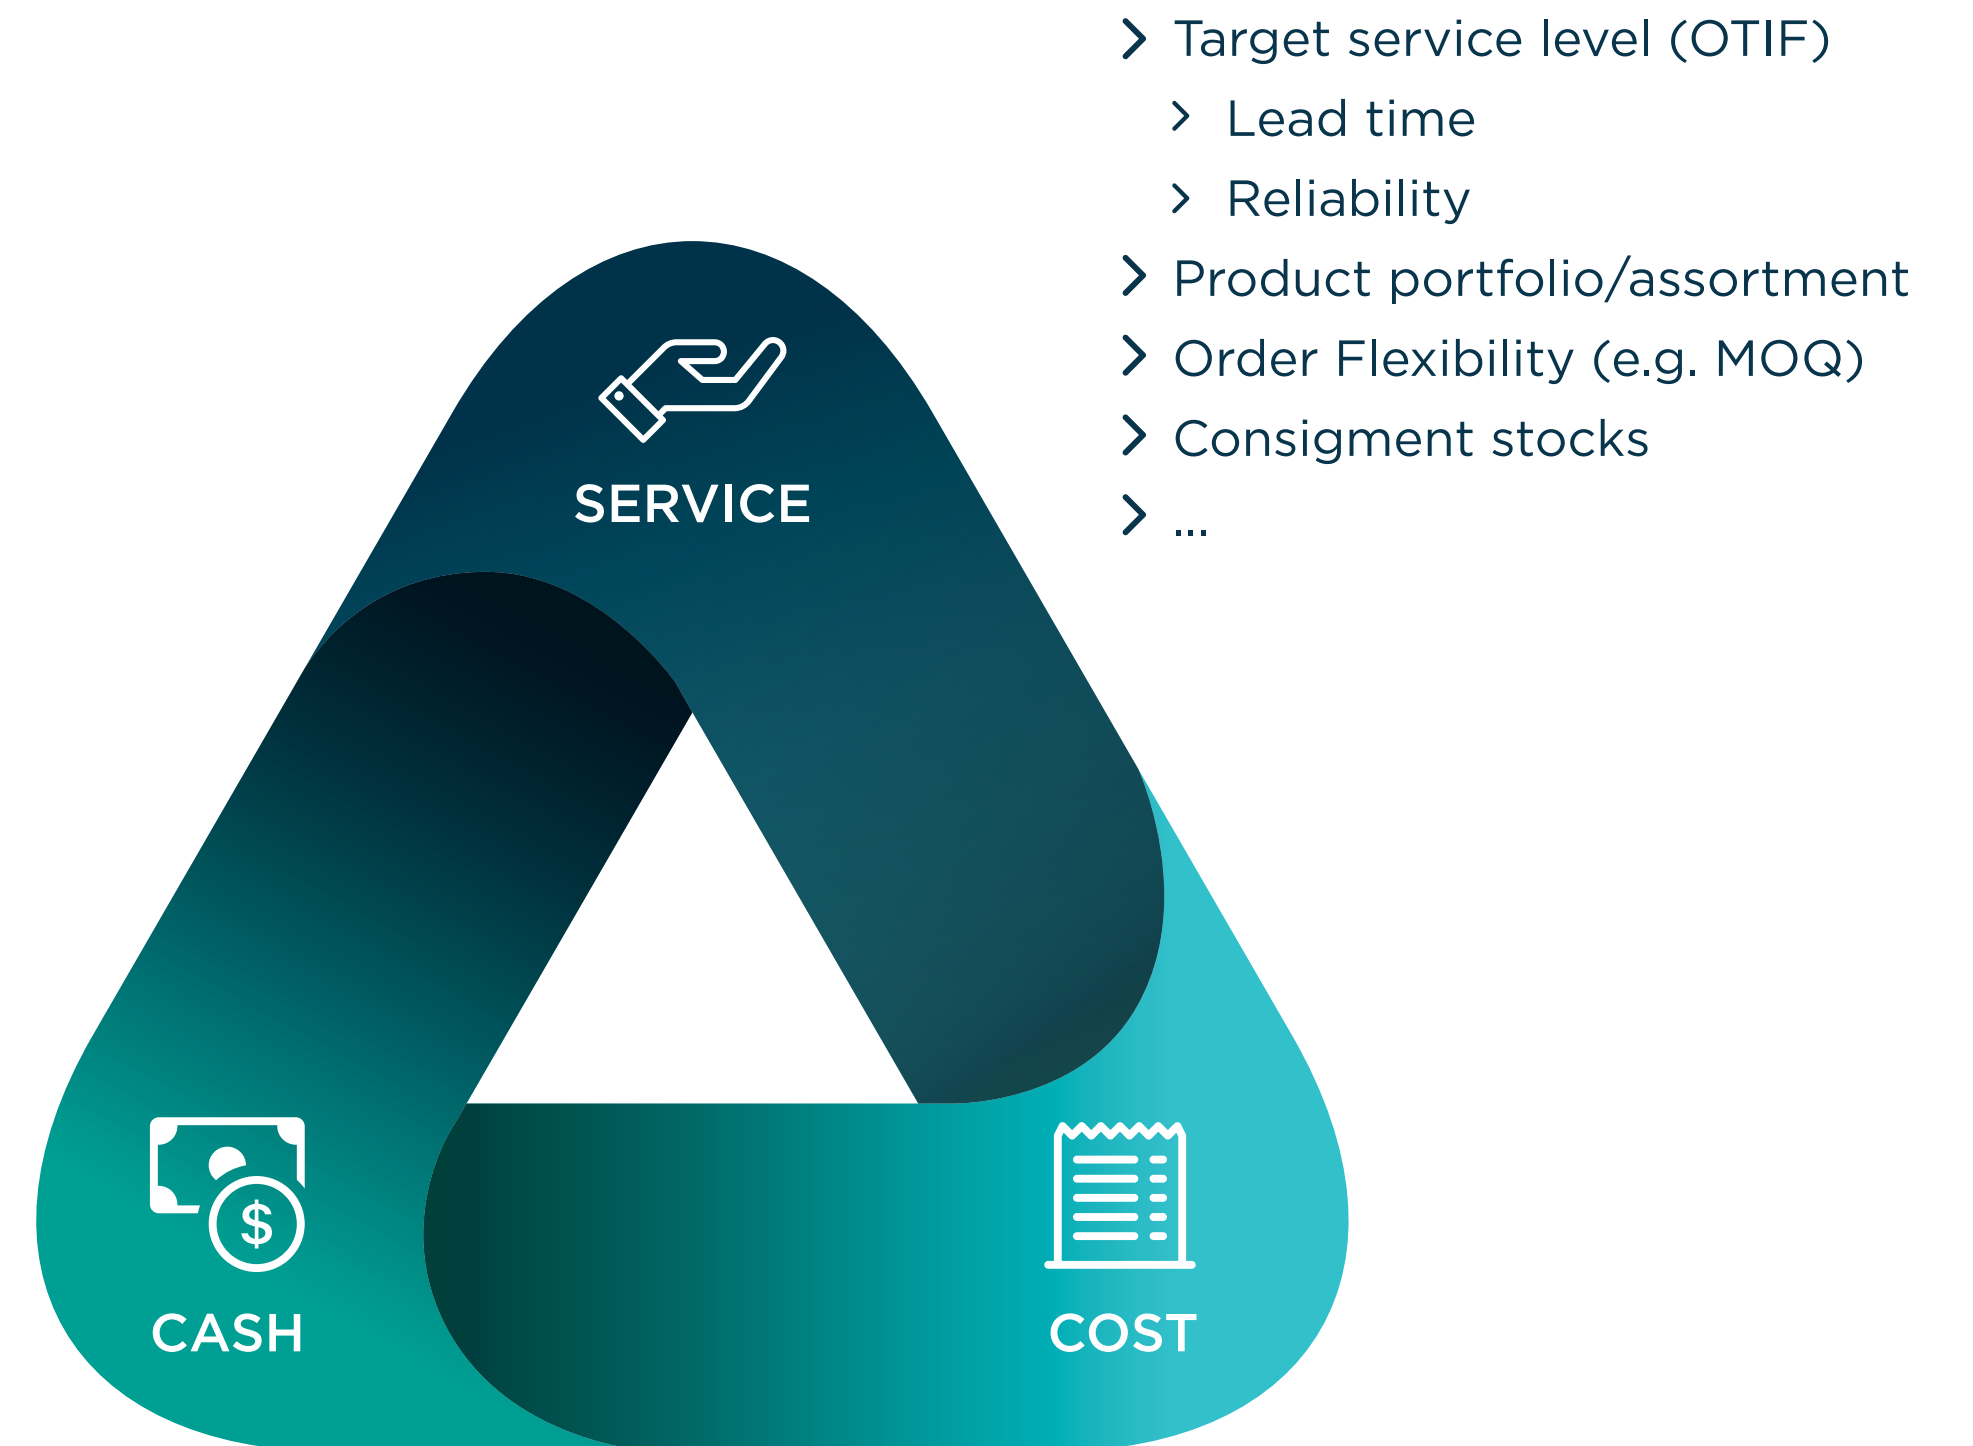 Target service level (OTIF)
Lead time
Reliability
Product portfolio/assortment
Order Flexibility (e.g. MOQ)
Consigment stocks
...
SERVICE
$
CASH
COST